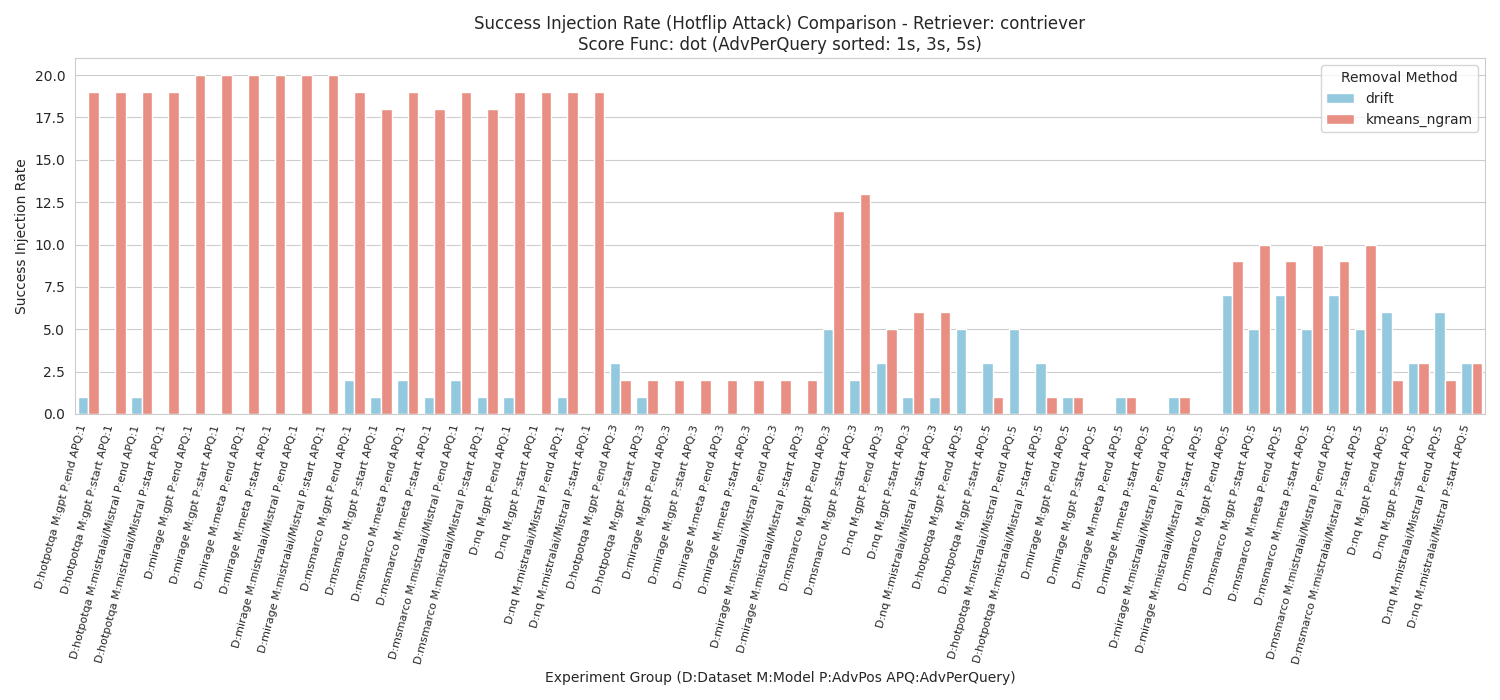 Success Injection Rate (Hotflip Attack) Comparison - Retriever: contriever
Score Func: dot (AdvPerQuery sorted: 1s, 3s, 5s)
Removal Method
drift
kmeans_ngram
Success Injection Rate
20.0
17.5
15.0
12.5
10.0
7.5
5.0
2.5
0.0
D:hotpotqa M:gpt P:end APQ:1
D:hotpotqa M:gpt P:start APQ:1
D:hotpotqa M:mistralai/Mistral P:end APQ:1
D:hotpotqa M:mistralai/Mistral P:start APQ:1
D:mirage M:gpt P:end APQ:1
D:mirage M:gpt P:start APQ:1
D:mirage M:meta P:end APQ:1
D:mirage M:meta P:start APQ:1
D:mirage M:mistralai/Mistral P:end APQ:1
D:mirage M:mistralai/Mistral P:start APQ:1
D:msmarco M:gpt P:end APQ:1
D:msmarco M:gpt P:start APQ:1
D:msmarco M:meta P:end APQ:1
D:msmarco M:meta P:start APQ:1
D:msmarco M:mistralai/Mistral P:end APQ:1
D:msmarco M:mistralai/Mistral P:start APQ:1
D:nq M:gpt P:end APQ:1
D:nq M:gpt P:start APQ:1
D:nq M:mistralai/Mistral P:end APQ:1
D:nq M:mistralai/Mistral P:start APQ:1
D:hotpotqa M:gpt P:end APQ:3
D:hotpotqa M:gpt P:start APQ:3
D:mirage M:gpt P:end APQ:3
D:mirage M:gpt P:start APQ:3
D:mirage M:meta P:end APQ:3
D:mirage M:meta P:start APQ:3
D:mirage M:mistralai/Mistral P:end APQ:3
D:mirage M:mistralai/Mistral P:start APQ:3
D:msmarco M:gpt P:end APQ:3
D:msmarco M:gpt P:start APQ:3
D:nq M:gpt P:end APQ:3
D:nq M:gpt P:start APQ:3
D:nq M:mistralai/Mistral P:start APQ:3
D:hotpotqa M:gpt P:end APQ:5
D:hotpotqa M:gpt P:start APQ:5
D:hotpotqa M:mistralai/Mistral P:end APQ:5
D:hotpotqa M:mistralai/Mistral P:start APQ:5
D:mirage M:gpt P:end APQ:5
D:mirage M:gpt P:start APQ:5
D:mirage M:meta P:end APQ:5
D:mirage M:meta P:start APQ:5
D:mirage M:mistralai/Mistral P:end APQ:5
D:mirage M:mistralai/Mistral P:start APQ:5
D:msmarco M:gpt P:end APQ:5
D:msmarco M:gpt P:start APQ:5
D:msmarco M:meta P:end APQ:5
D:msmarco M:meta P:start APQ:5
D:msmarco M:mistralai/Mistral P:end APQ:5
D:msmarco M:mistralai/Mistral P:start APQ:5
D:nq M:gpt P:end APQ:5
D:nq M:gpt P:start APQ:5
D:nq M:mistralai/Mistral P:end APQ:5
D:nq M:mistralai/Mistral P:start APQ:5
Experiment Group (D:Dataset M:Model P:AdvPos APQ:AdvPerQuery)